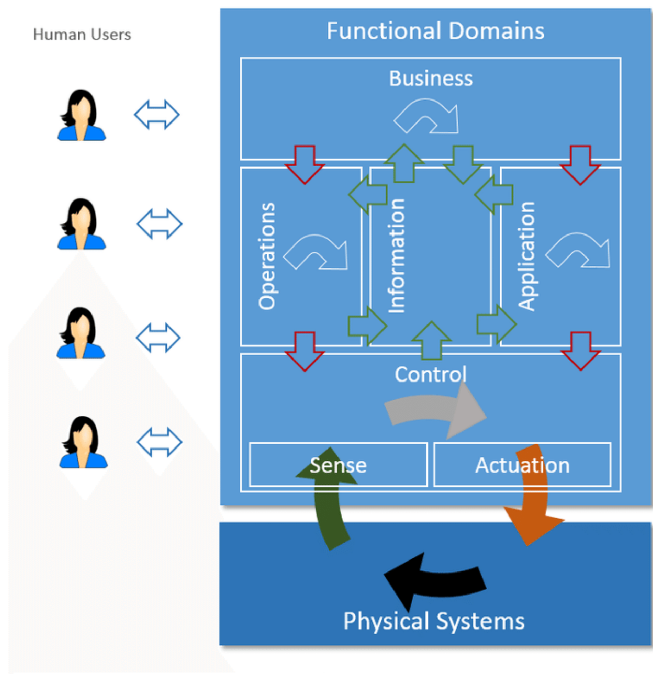 Human Users
Functional Domains
Business
Operations
Information
Application
Control
Sense
Actuation
Physical Systems